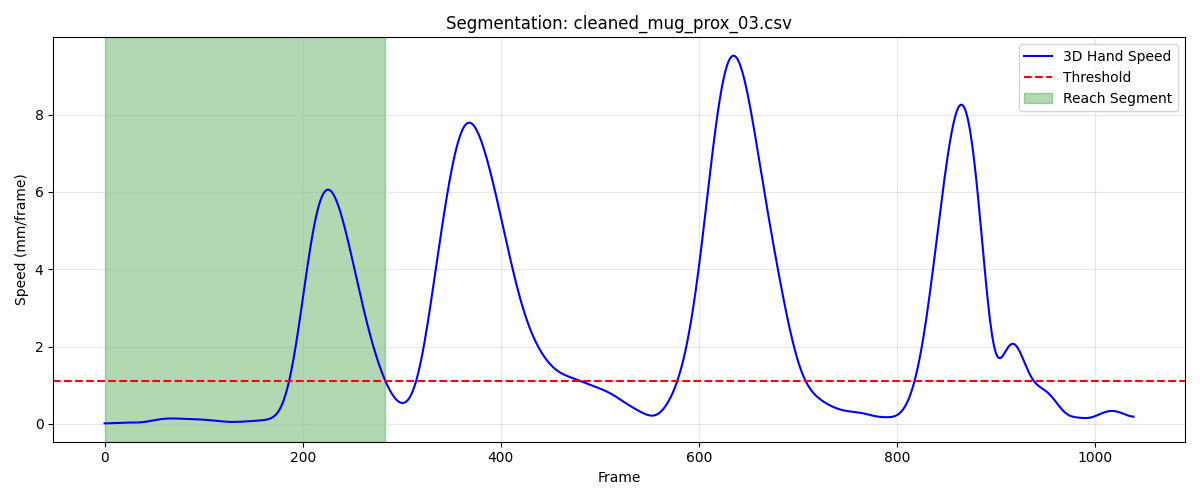 Segmentation: cleaned_mug_prox_03.csv
3D Hand Speed
Threshold
Reach Segment
Speed (mm/frame)
8
6
4
2
0
0 200 400 600 800 1000
Frame